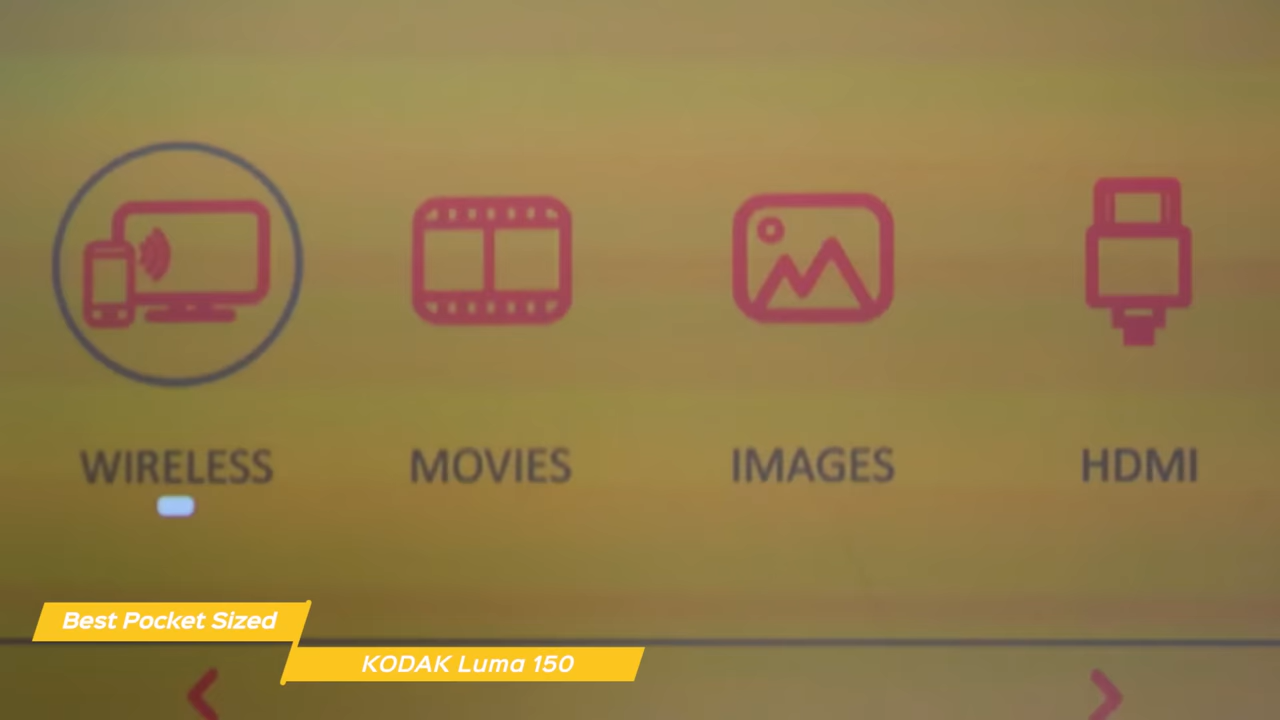 WIRELESS
MOVIES
IMAGES
HDMI
Best Pocket Sized
KODAK Luma 150